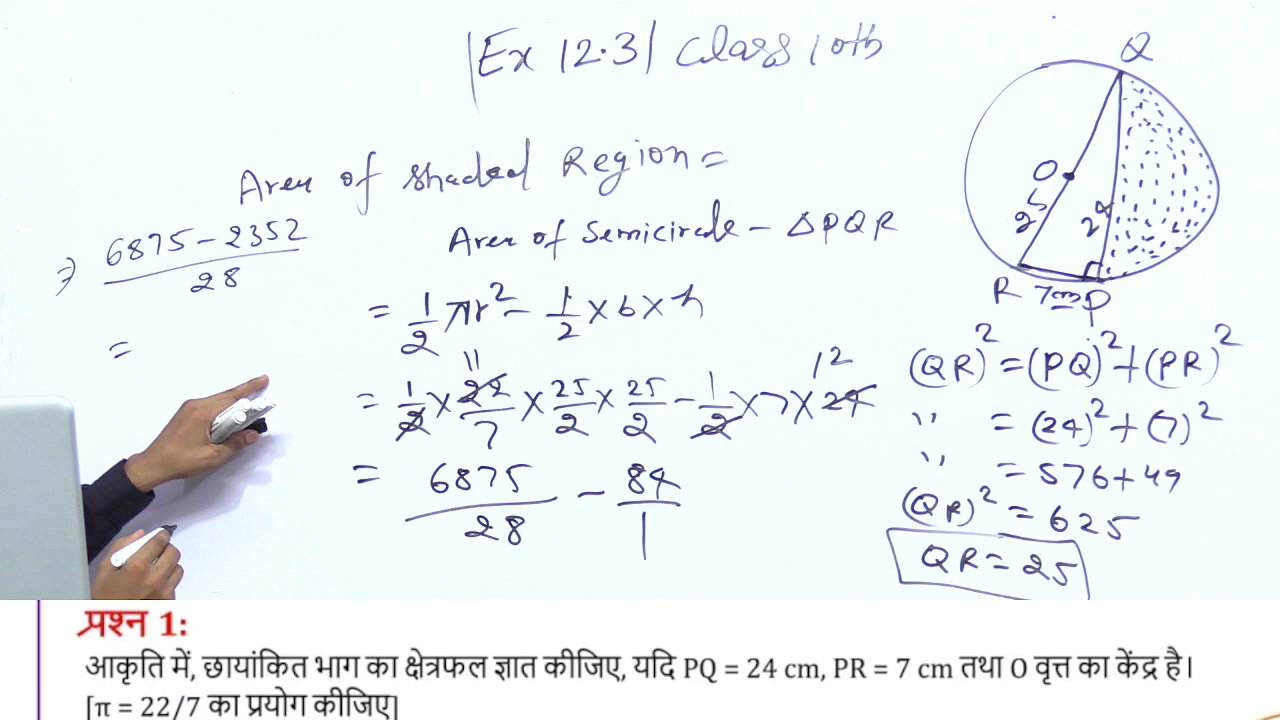 |Ex 12.3| Class 10th
Area of Shaded Region =
Area of Semicircle - △PQR
= 1/2 πr² - 1/2 × b × h
= 1/2 × 22/7 × 25/2 × 25/2 - 1/2 × 7 × 24
11
12
= 6875/28 - 84/1
⇒ 6875 - 2352 / 28
=
Q
O
25
24
R 7cm P
(QR)² = (PQ)² + (PR)²
" = (24)² + (7)²
" = 576 + 49
(QR)² = 625
QR = 25
प्रश्न 1:
आकृति में, छायांकित भाग का क्षेत्रफल ज्ञात कीजिए, यदि PQ = 24 cm, PR = 7 cm तथा O वृत्त का केंद्र है।
[π = 22/7 का प्रयोग कीजिए]